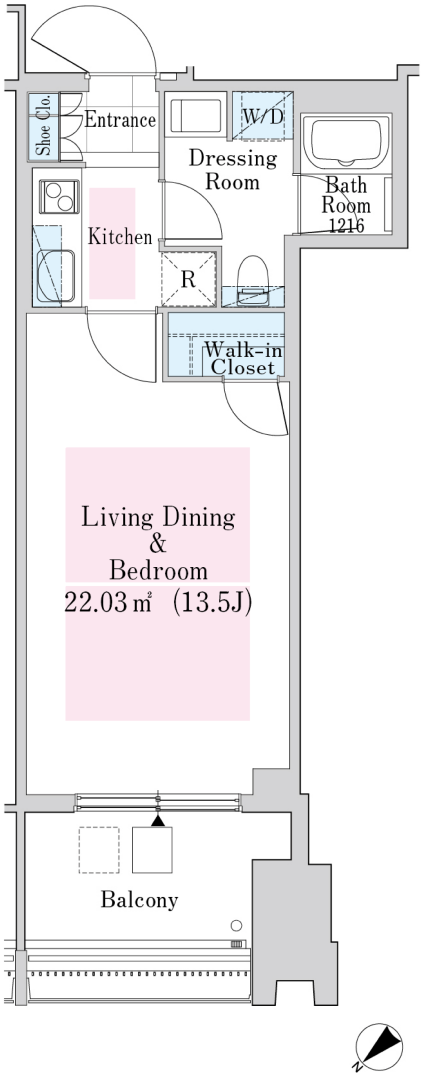 Shoe Clo.
Entrance
W/D
Dressing
Room
Bath
Room
1216
Kitchen
R
Walk-in
Closet
Living Dining
&
Bedroom
22.03㎡ (13.5J)
Balcony
N